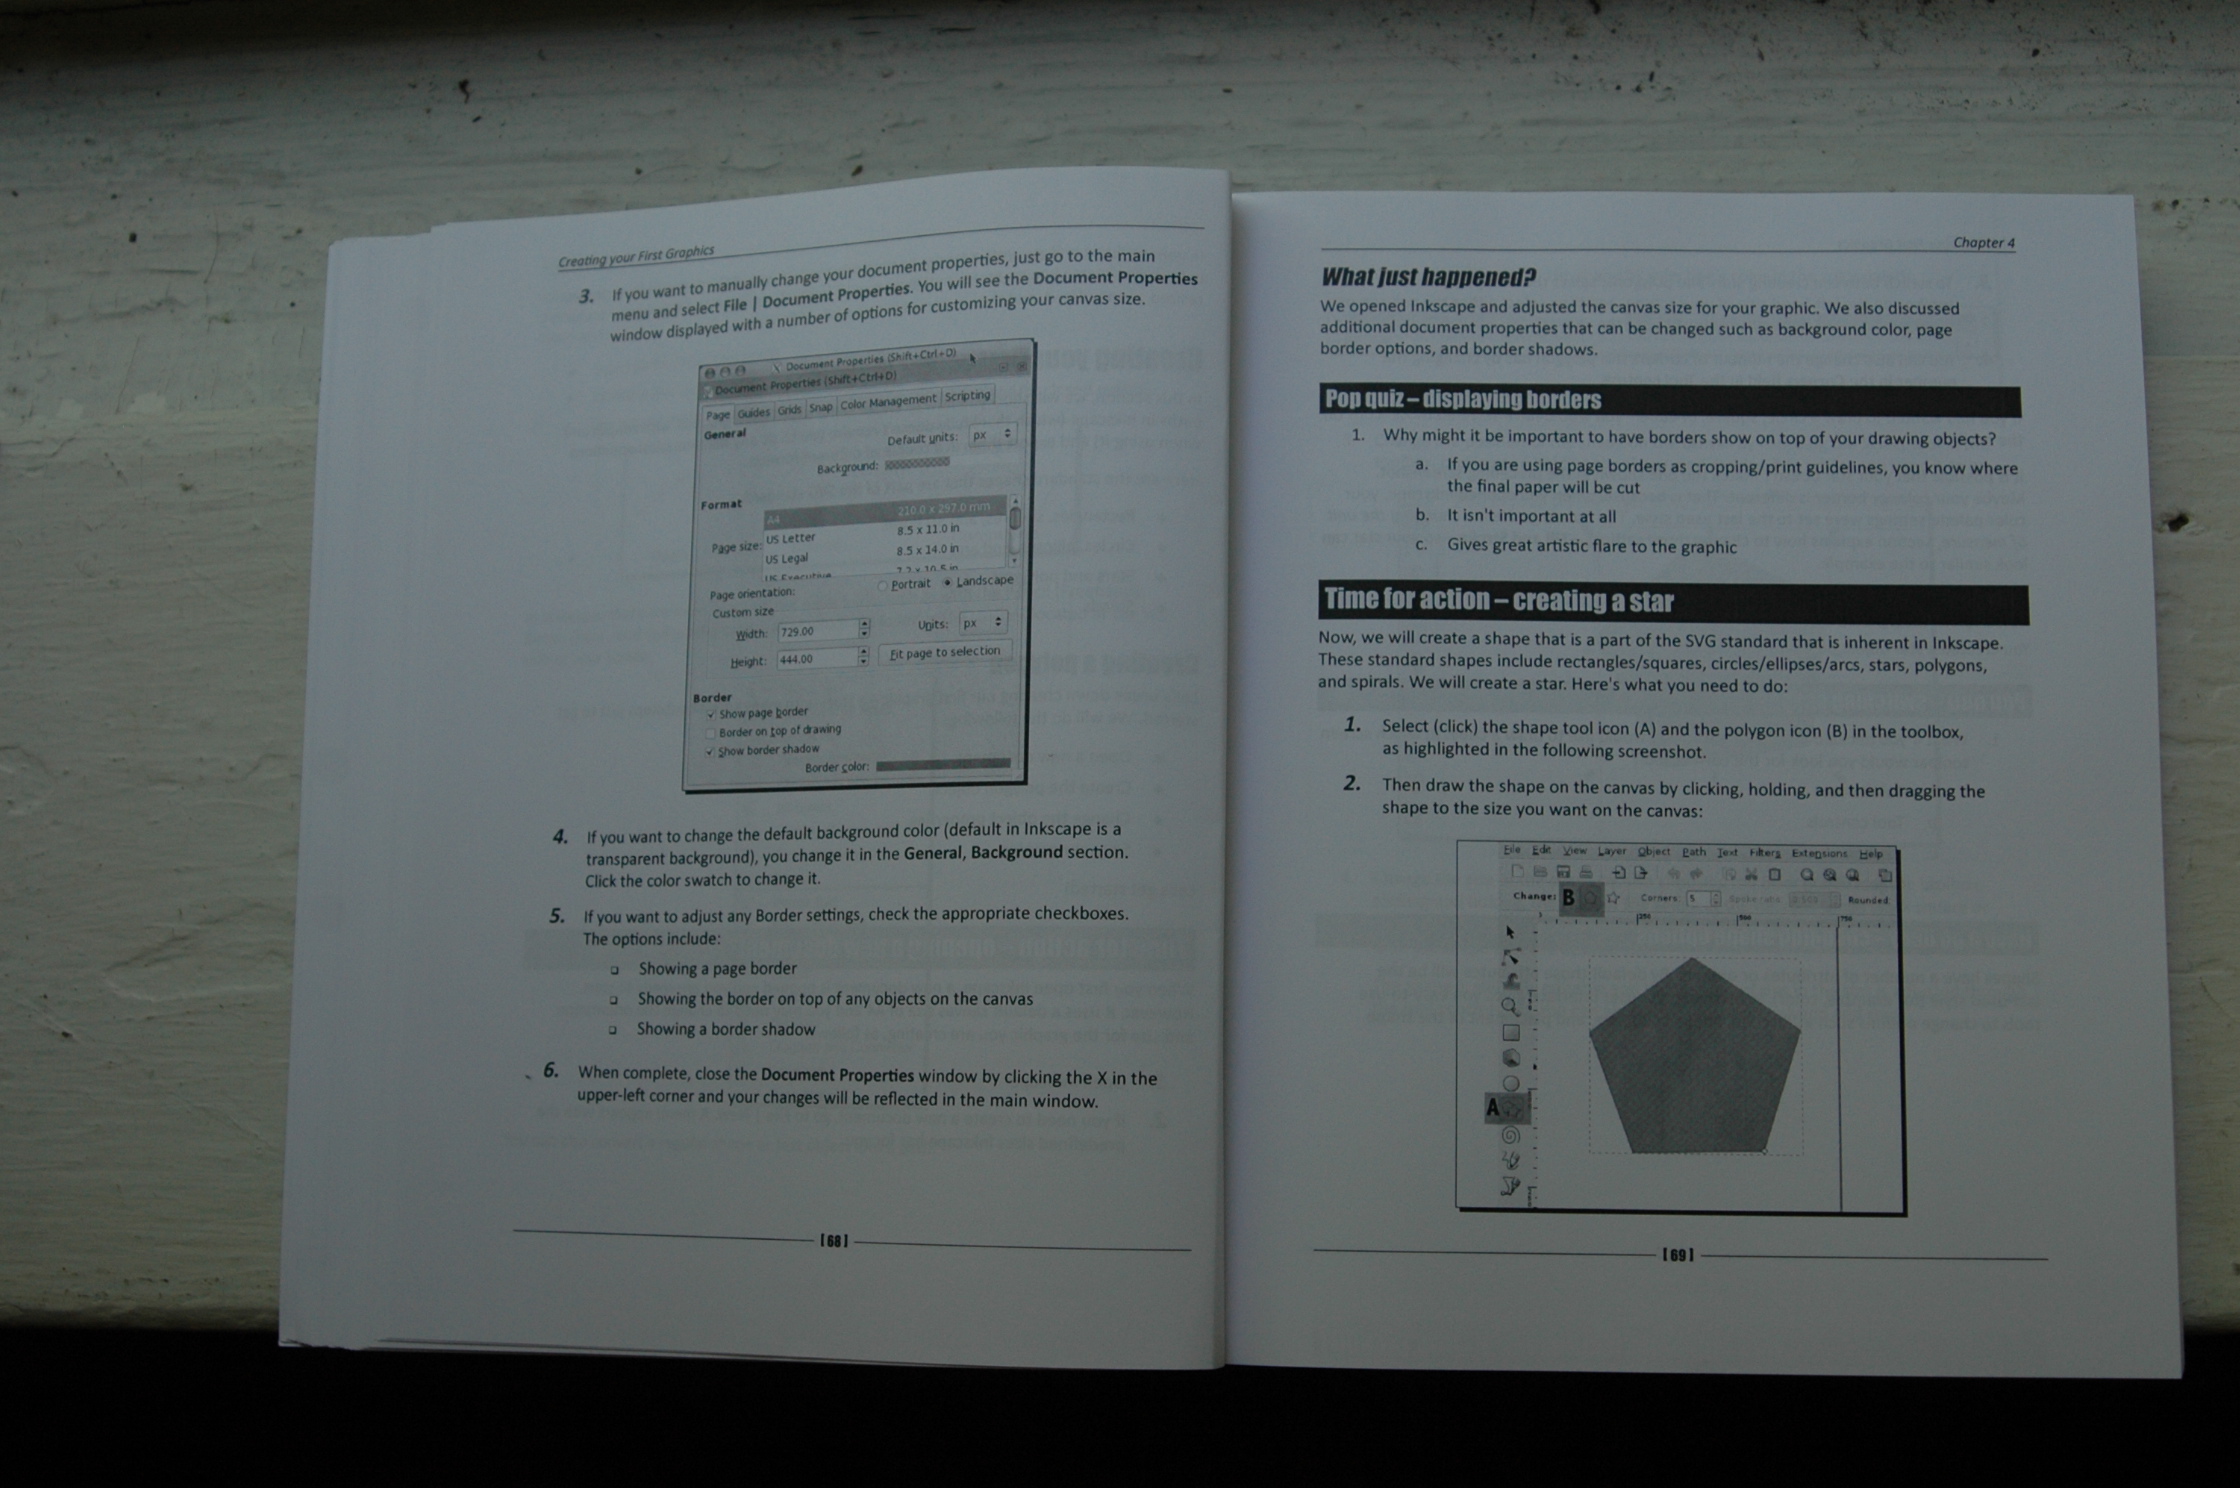 Creating your First Graphics
3. If you want to manually change your document properties, just go to the main
menu and select File | Document Properties. You will see the Document Properties
window displayed with a number of options for customizing your canvas size.
Document Properties (Shift+Ctrl+D)
Document Properties (Shift+Ctrl+D)
Page Guides Grids Snap Color Management Scripting
General
Default units: px
Background:
Format
A4 210.0 x 297.0 mm
Page size: US Letter 8.5 x 11.0 in
US Legal 8.5 x 14.0 in
US Executive 7.2 x 10.5 in
Page orientation: Portrait Landscape
Custom size
Width: 729.00 Units: px
Height: 444.00 Fit page to selection
Border
Show page border
Border on top of drawing
Show border shadow
Border color:
4. If you want to change the default background color (default in Inkscape is a
transparent background), you change it in the General, Background section.
Click the color swatch to change it.
5. If you want to adjust any Border settings, check the appropriate checkboxes.
The options include:
Showing a page border
Showing the border on top of any objects on the canvas
Showing a border shadow
6. When complete, close the Document Properties window by clicking the X in the
upper-left corner and your changes will be reflected in the main window.
[68]
Chapter 4
What just happened?
We opened Inkscape and adjusted the canvas size for your graphic. We also discussed
additional document properties that can be changed such as background color, page
border options, and border shadows.
Pop quiz – displaying borders
1. Why might it be important to have borders show on top of your drawing objects?
a. If you are using page borders as cropping/print guidelines, you know where
the final paper will be cut
b. It isn't important at all
c. Gives great artistic flare to the graphic
Time for action – creating a star
Now, we will create a shape that is a part of the SVG standard that is inherent in Inkscape.
These standard shapes include rectangles/squares, circles/ellipses/arcs, stars, polygons,
and spirals. We will create a star. Here's what you need to do:
1. Select (click) the shape tool icon (A) and the polygon icon (B) in the toolbox,
as highlighted in the following screenshot.
2. Then draw the shape on the canvas by clicking, holding, and then dragging the
shape to the size you want on the canvas:
File Edit View Layer Object Path Text Filters Extensions Help
Change: B Corners: 5 Spoke ratio: Rounded:
250 500 750
A
[69]